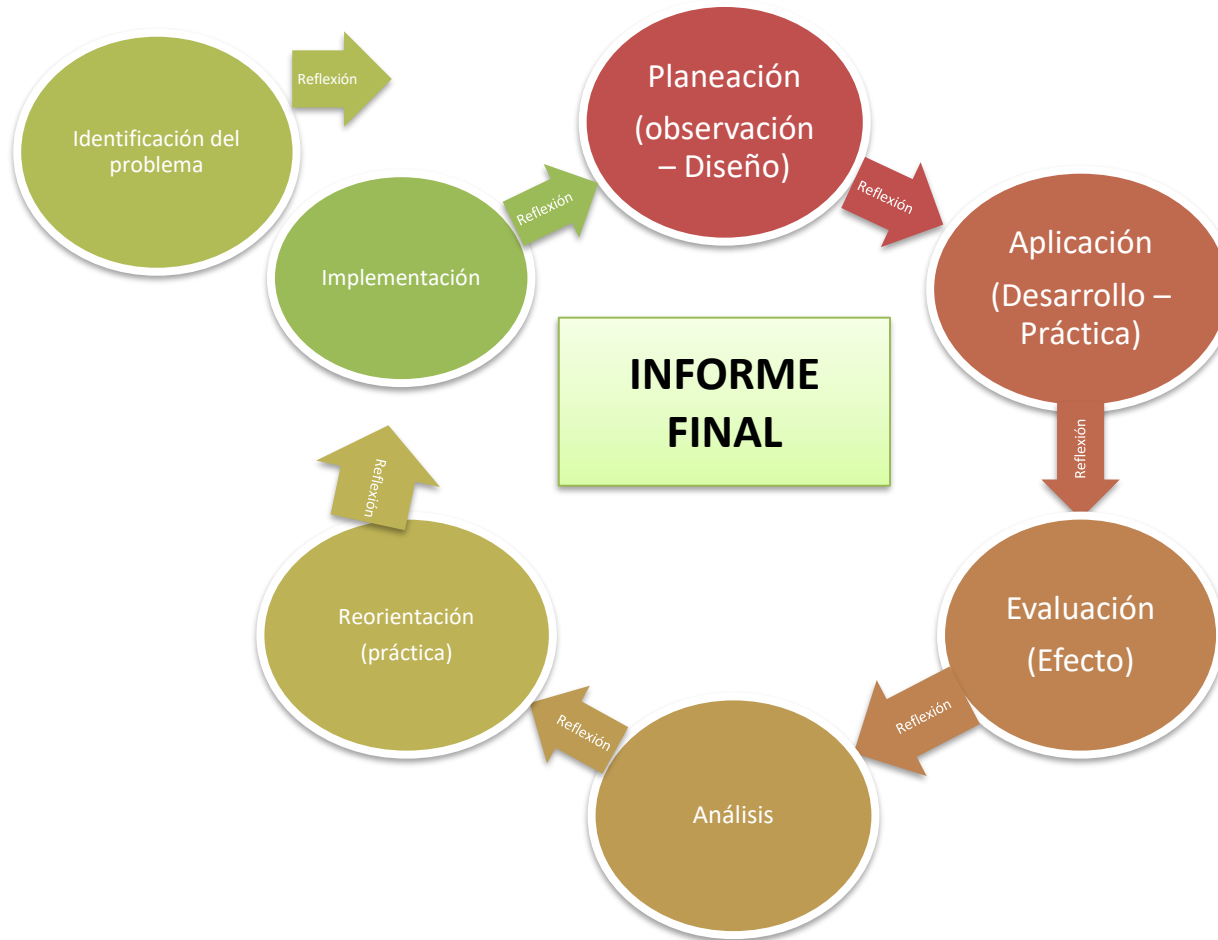 Identificación del
problema
Reflexión
Implementación
Reflexión
Planeación
(observación
– Diseño)
Reflexión
Aplicación
(Desarrollo –
Práctica)
Reflexión
Evaluación
(Efecto)
Reflexión
Análisis
Reflexión
Reorientación
(práctica)
Reflexión
INFORME
FINAL